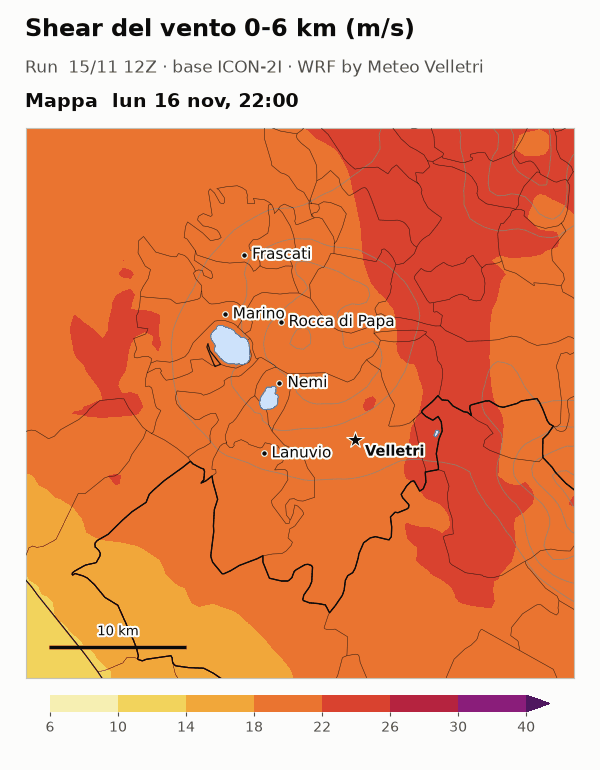 Shear del vento 0-6 km (m/s)
Run  15/11 12Z · base ICON-2I · WRF by Meteo Velletri
Mappa  lun 16 nov, 22:00
Frascati
Marino
Rocca di Papa
Nemi
Velletri
Lanuvio
10 km
6 10 14 18 22 26 30 40